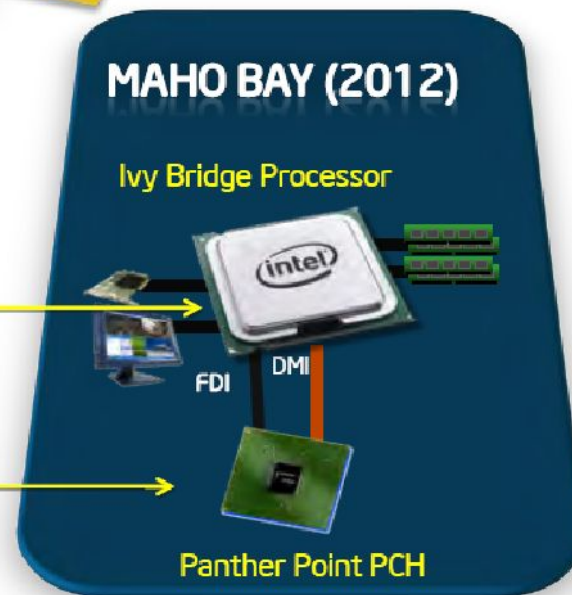 MAHO BAY (2012)
Ivy Bridge Processor
(intel)
FDI
DMI
Panther Point PCH